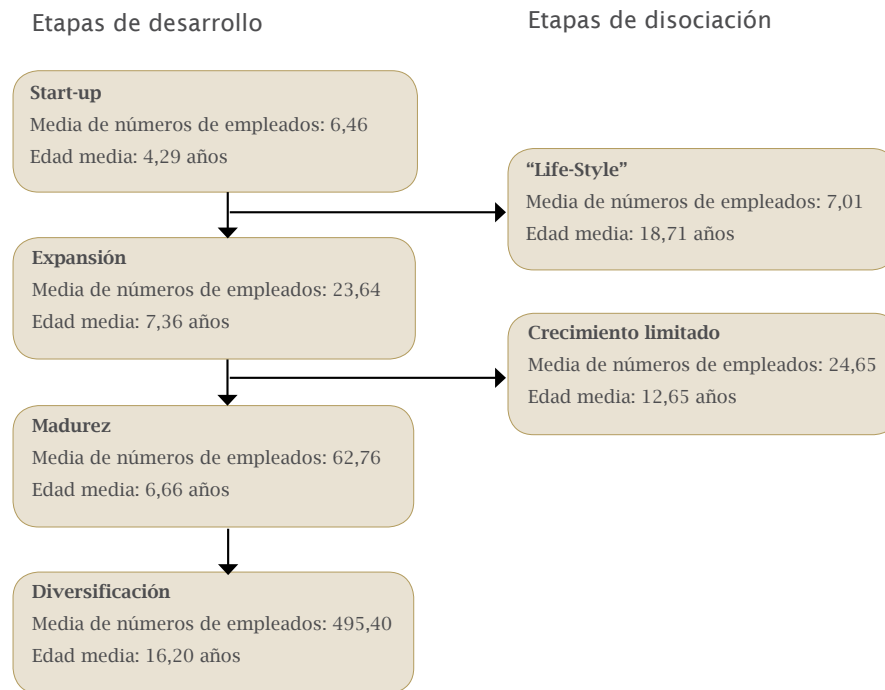 Etapas de desarrollo
Etapas de disociación
Start-up
Media de números de empleados: 6,46
Edad media: 4,29 años
“Life-Style”
Media de números de empleados: 7,01
Edad media: 18,71 años
Expansión
Media de números de empleados: 23,64
Edad media: 7,36 años
Crecimiento limitado
Media de números de empleados: 24,65
Edad media: 12,65 años
Madurez
Media de números de empleados: 62,76
Edad media: 6,66 años
Diversificación
Media de números de empleados: 495,40
Edad media: 16,20 años